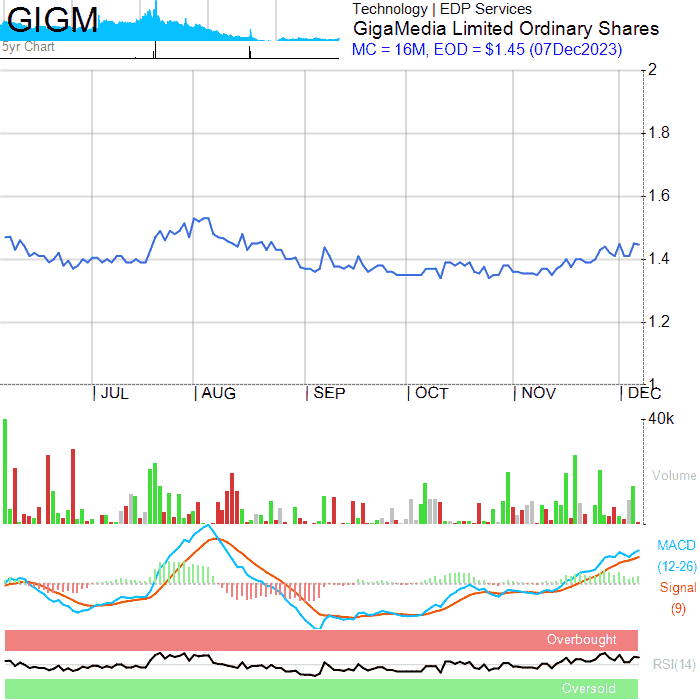 GIGM
5yr Chart
Technology | EDP Services
GigaMedia Limited Ordinary Shares
MC = 16M, EOD = $1.45 (07Dec2023)
2
1.8
1.6
1.4
1.2
1
JUL AUG SEP OCT NOV DEC
40k
Volume
MACD
(12-26)
Signal
(9)
Overbought
RSI(14)
Oversold